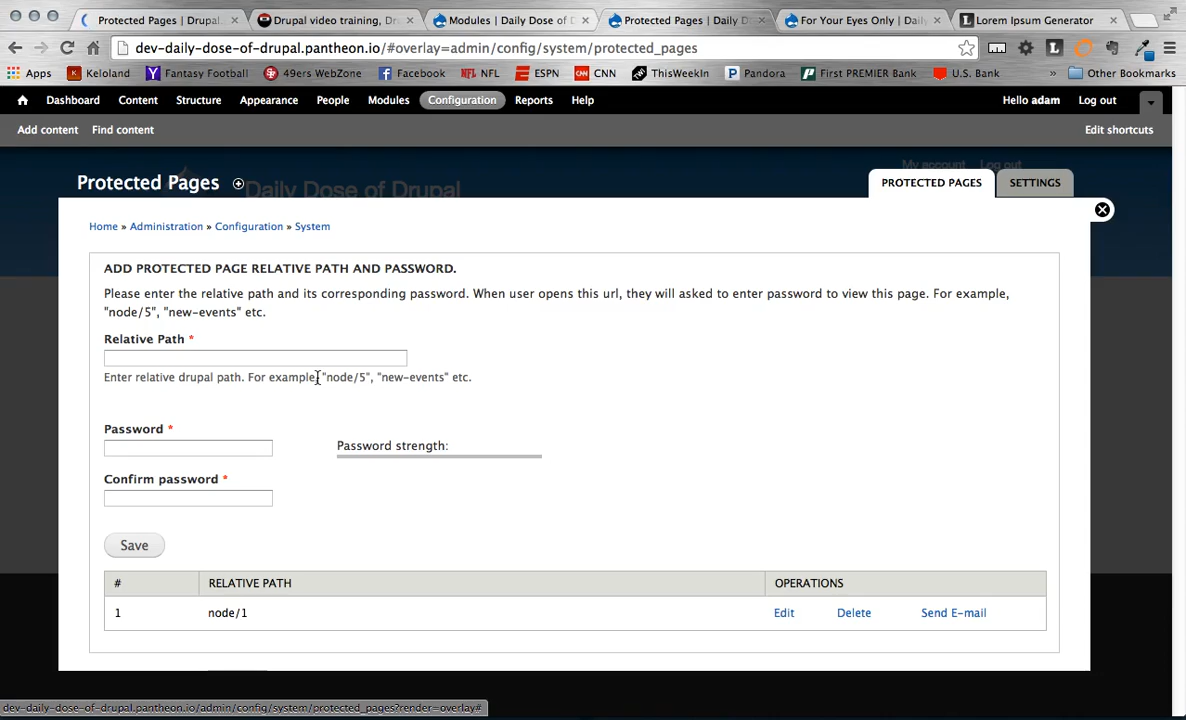 Protected Pages | Drupal. Drupal video training, Dr Modules | Daily Dose of D Protected Pages | Daily D For Your Eyes Only | Daily Lorem Ipsum Generator
dev-daily-dose-of-drupal.pantheon.io/#overlay=admin/config/system/protected_pages
Apps Keloland Fantasy Football 49ers WebZone Facebook NFL ESPN CNN ThisWeekIn Pandora First PREMIER Bank U.S. Bank » Other Bookmarks
Dashboard Content Structure Appearance People Modules Configuration Reports Help Hello adam Log out
Add content Find content Edit shortcuts
My account Log out
Protected Pages Daily Dose of Drupal PROTECTED PAGES SETTINGS
Home » Administration » Configuration » System
ADD PROTECTED PAGE RELATIVE PATH AND PASSWORD.
Please enter the relative path and its corresponding password. When user opens this url, they will asked to enter password to view this page. For example,
"node/5", "new-events" etc.
Relative Path *
Enter relative drupal path. For example, "node/5", "new-events" etc.
Password *
Password strength:
Confirm password *
Save
# RELATIVE PATH OPERATIONS
1 node/1 Edit Delete Send E-mail
dev-daily-dose-of-drupal.pantheon.io/admin/config/system/protected_pages?render=overlay#